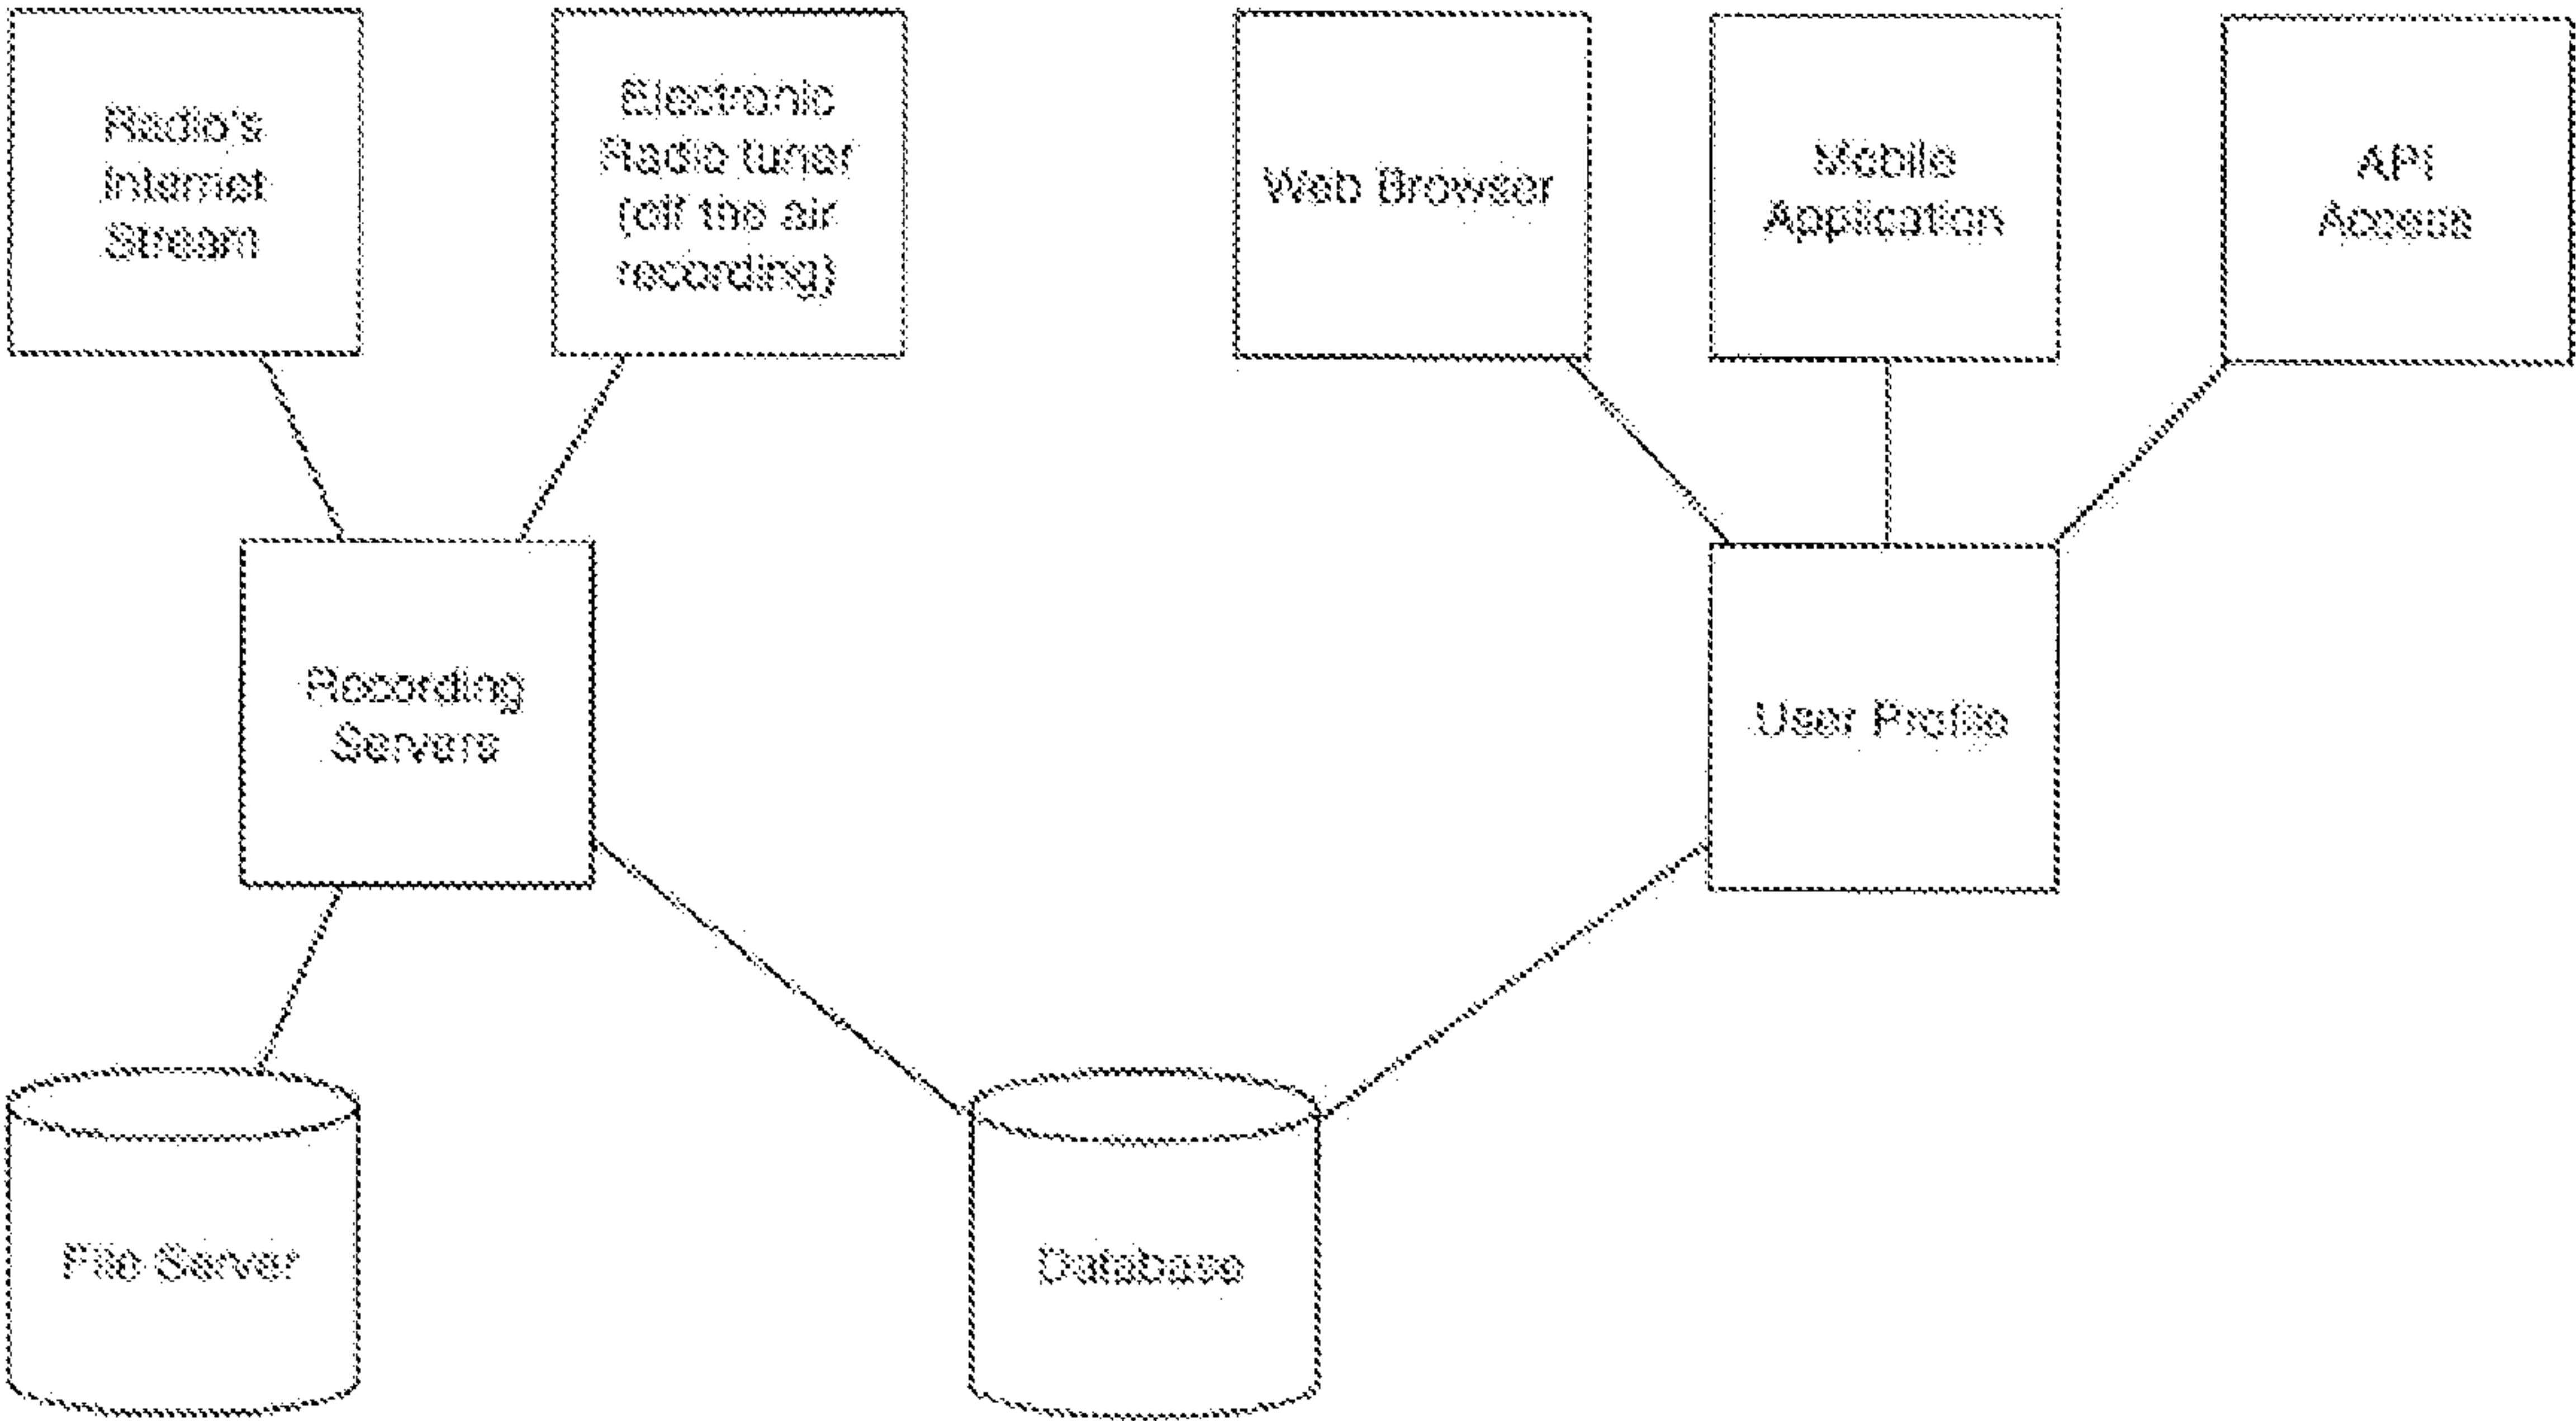 Radio's
Internet
Stream
Electronic
Radio tuner
(off the air
recording)
Web Browser
Mobile
Application
API
Access
Recording
Servers
User Profile
File Server
Database